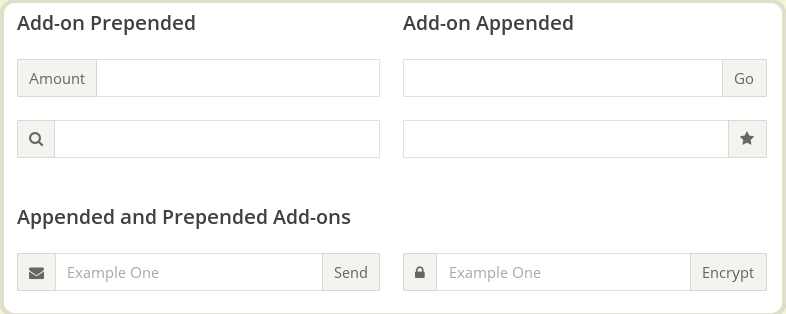 Add-on Prepended
Add-on Appended
Amount
Go
Appended and Prepended Add-ons
Example One
Send
Example One
Encrypt